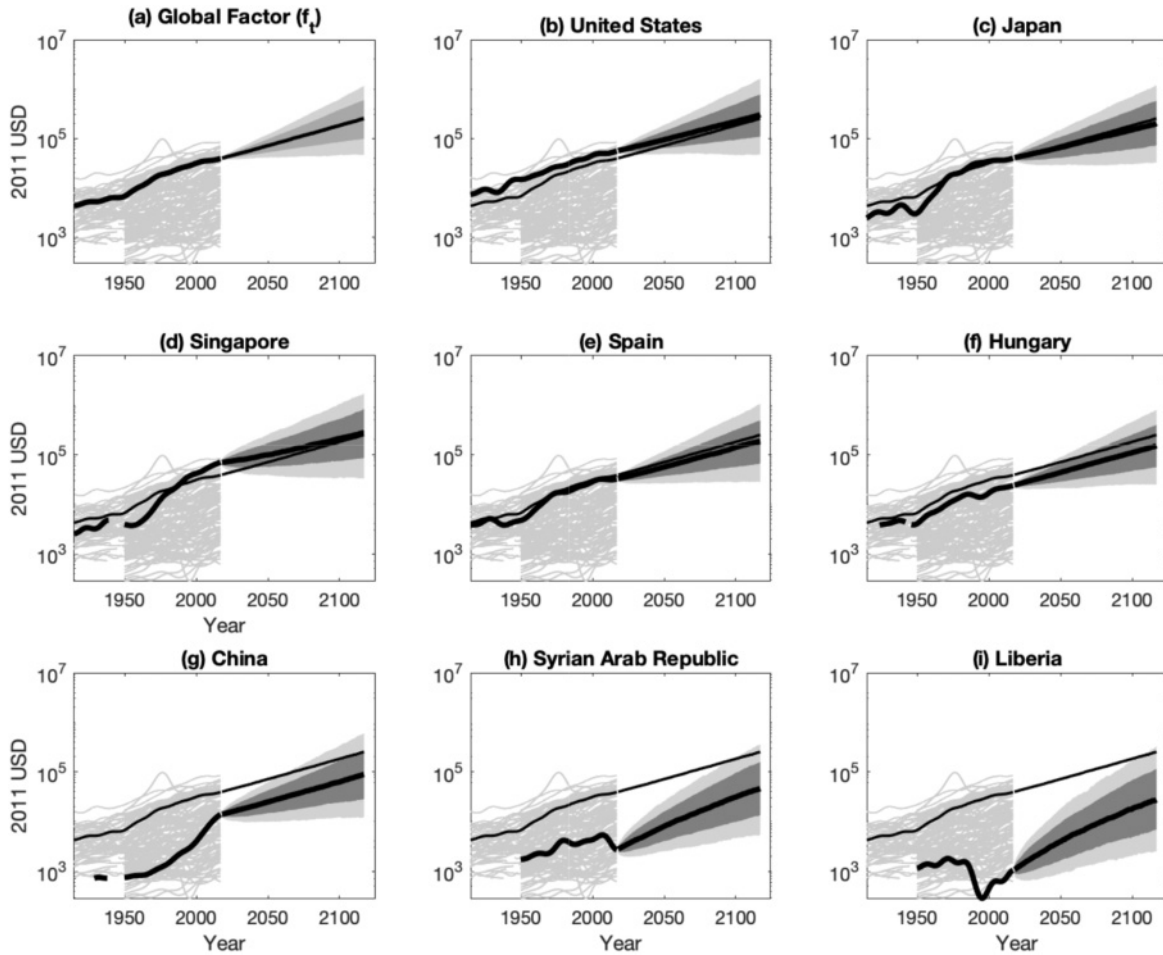 (a) Global Factor (f_t)
(b) United States
(c) Japan
10^7
10^5
10^3
2011 USD
1950 2000 2050 2100
10^7
10^5
10^3
1950 2000 2050 2100
10^7
10^5
10^3
1950 2000 2050 2100
(d) Singapore
(e) Spain
(f) Hungary
10^7
10^5
10^3
2011 USD
1950 2000 2050 2100
Year
10^7
10^5
10^3
1950 2000 2050 2100
10^7
10^5
10^3
1950 2000 2050 2100
(g) China
(h) Syrian Arab Republic
(i) Liberia
10^7
10^5
10^3
2011 USD
1950 2000 2050 2100
Year
10^7
10^5
10^3
1950 2000 2050 2100
Year
10^7
10^5
10^3
1950 2000 2050 2100
Year